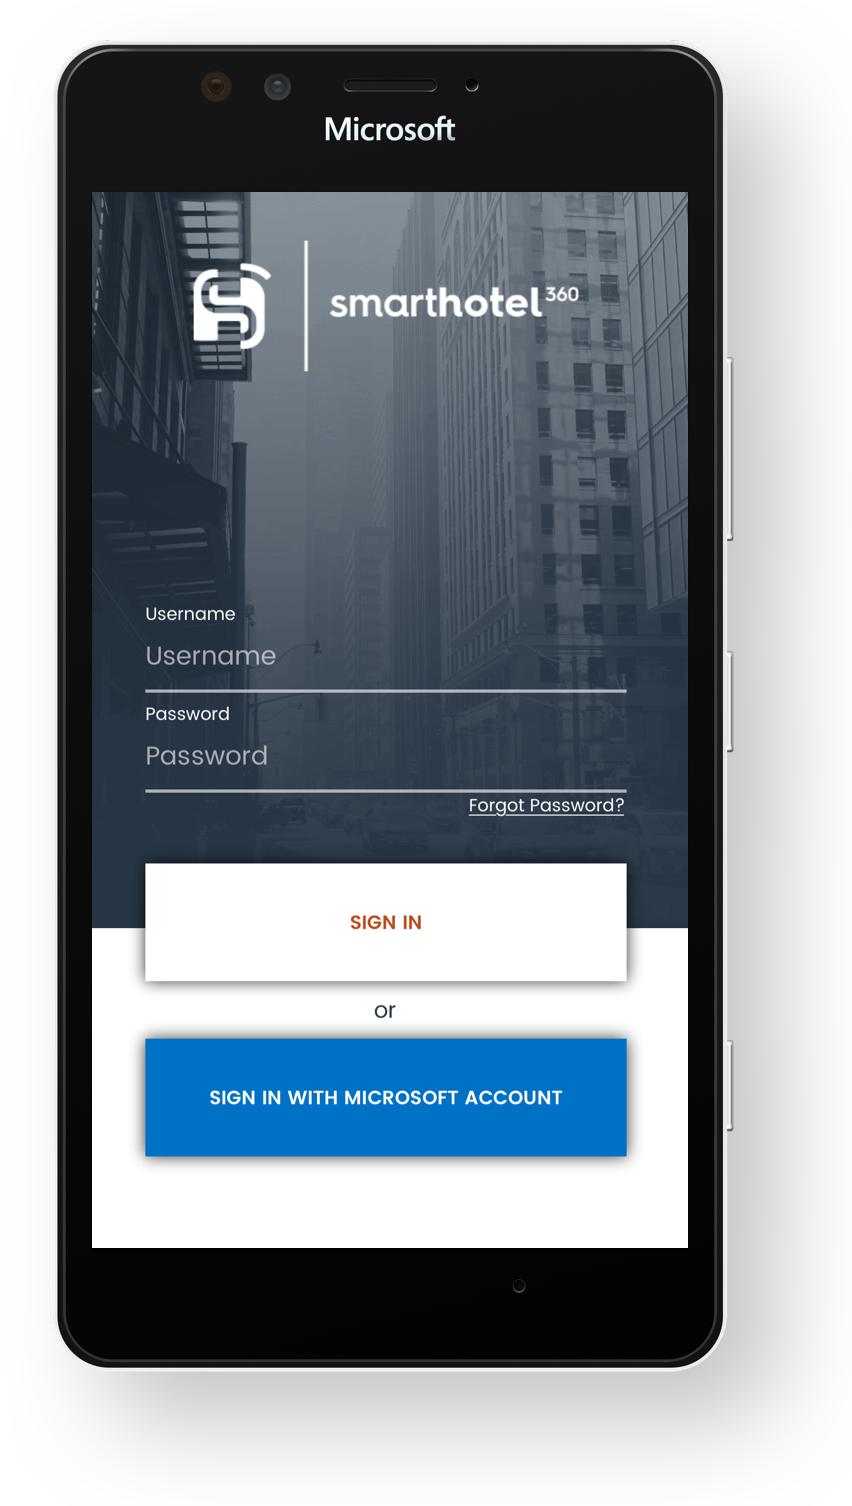 Microsoft
smarthotel360
Username
Username
Password
Password
Forgot Password?
SIGN IN
or
SIGN IN WITH MICROSOFT ACCOUNT